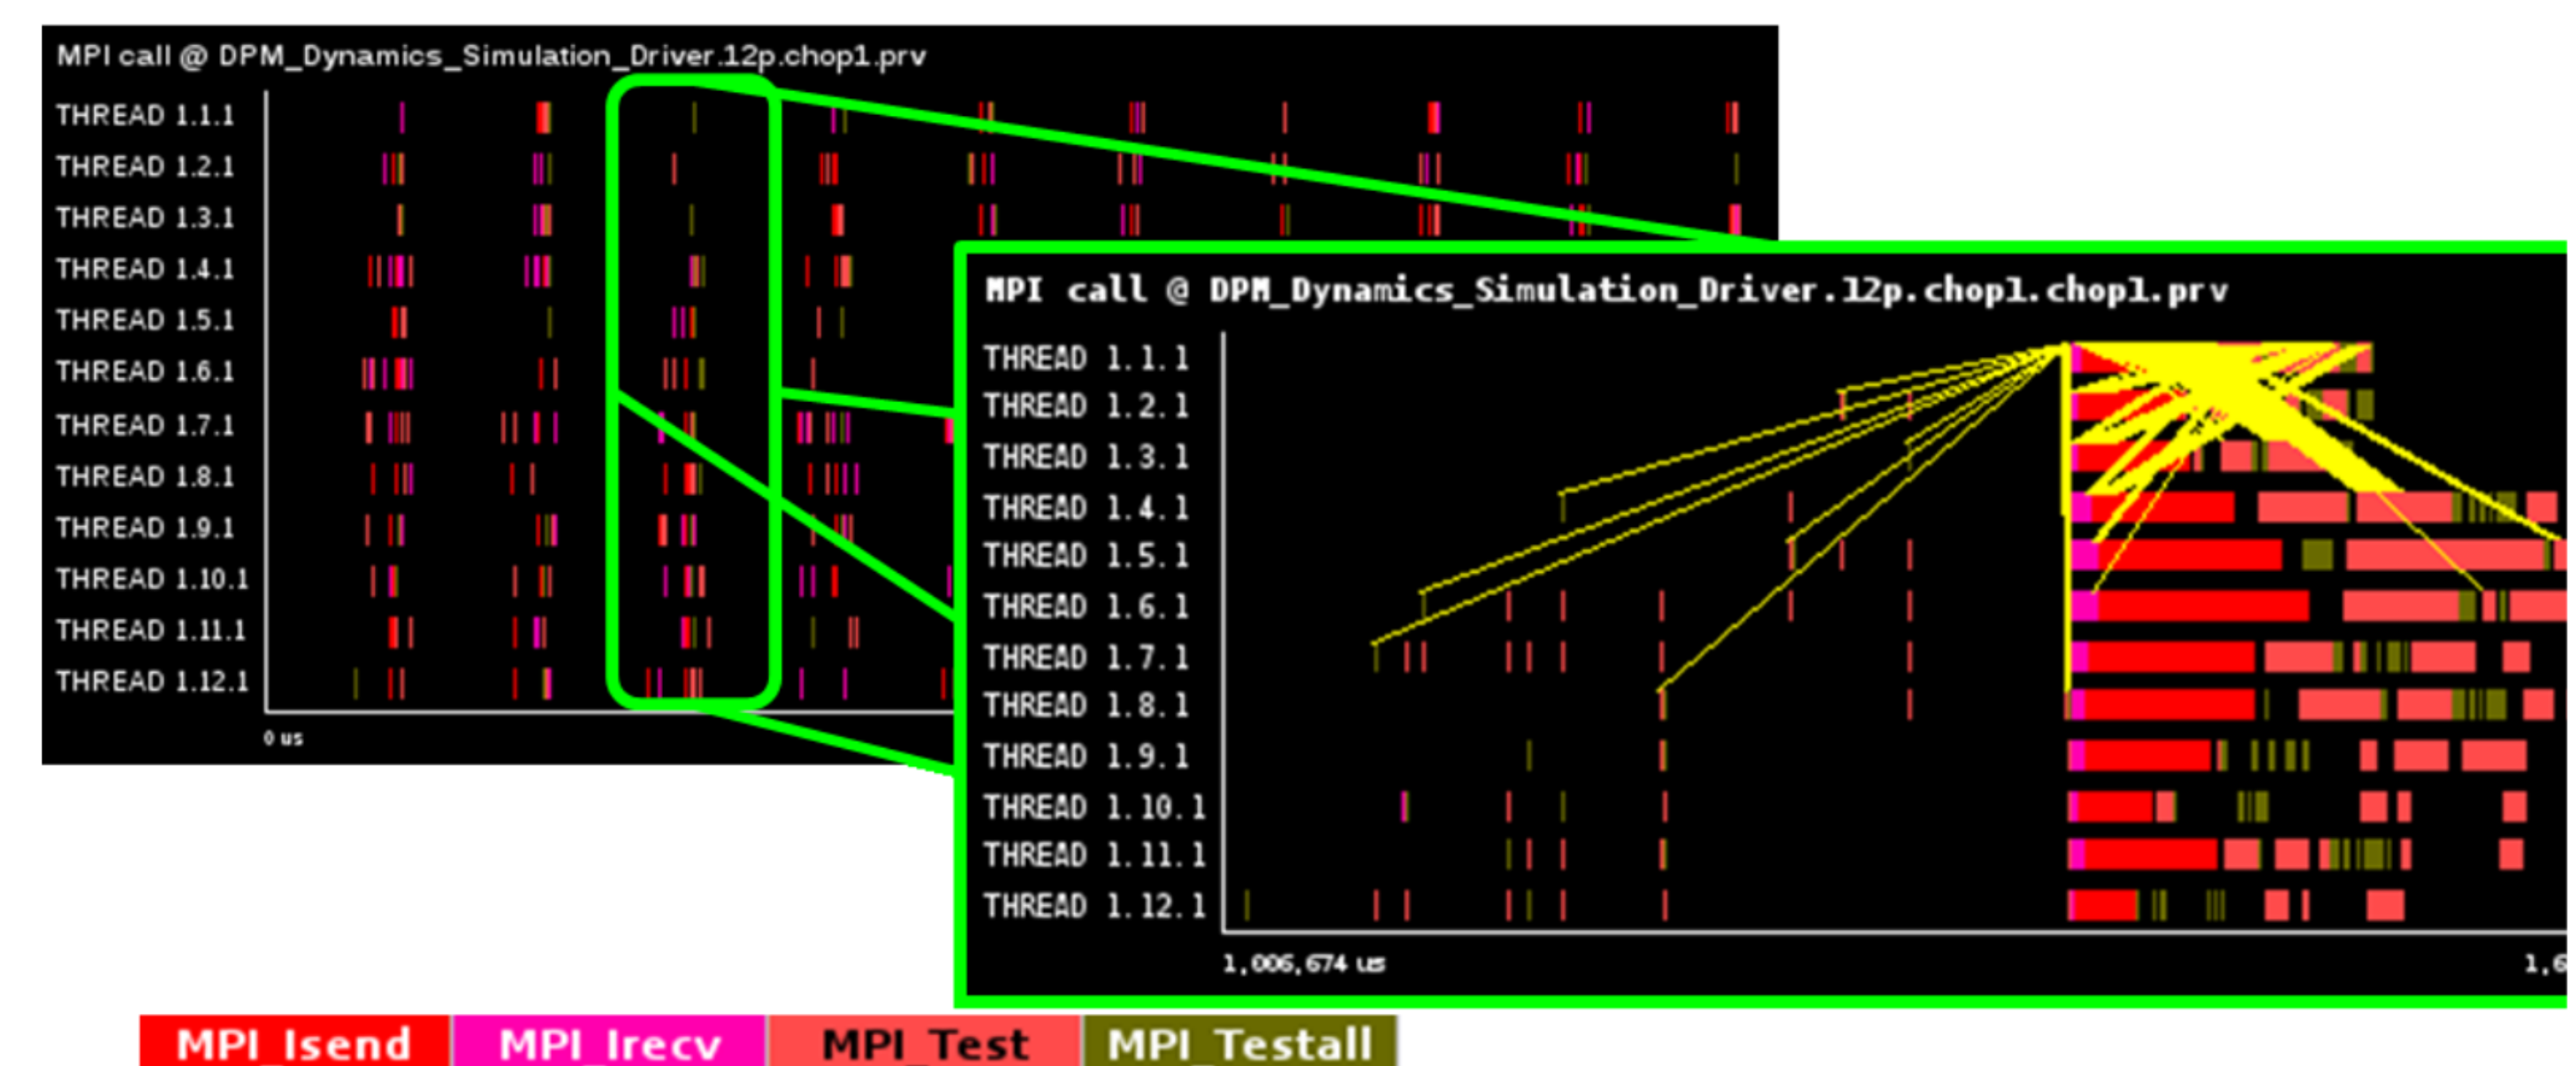 MPI call @ DPM_Dynamics_Simulation_Driver.12p.chop1.prv
THREAD 1.1.1
THREAD 1.2.1
THREAD 1.3.1
THREAD 1.4.1
THREAD 1.5.1
THREAD 1.6.1
THREAD 1.7.1
THREAD 1.8.1
THREAD 1.9.1
THREAD 1.10.1
THREAD 1.11.1
THREAD 1.12.1
0 us
MPI call @ DPM_Dynamics_Simulation_Driver.12p.chop1.chop1.prv
THREAD 1.1.1
THREAD 1.2.1
THREAD 1.3.1
THREAD 1.4.1
THREAD 1.5.1
THREAD 1.6.1
THREAD 1.7.1
THREAD 1.8.1
THREAD 1.9.1
THREAD 1.10.1
THREAD 1.11.1
THREAD 1.12.1
1,006,674 us
MPI_Isend MPI_Irecv MPI_Test MPI_Testall